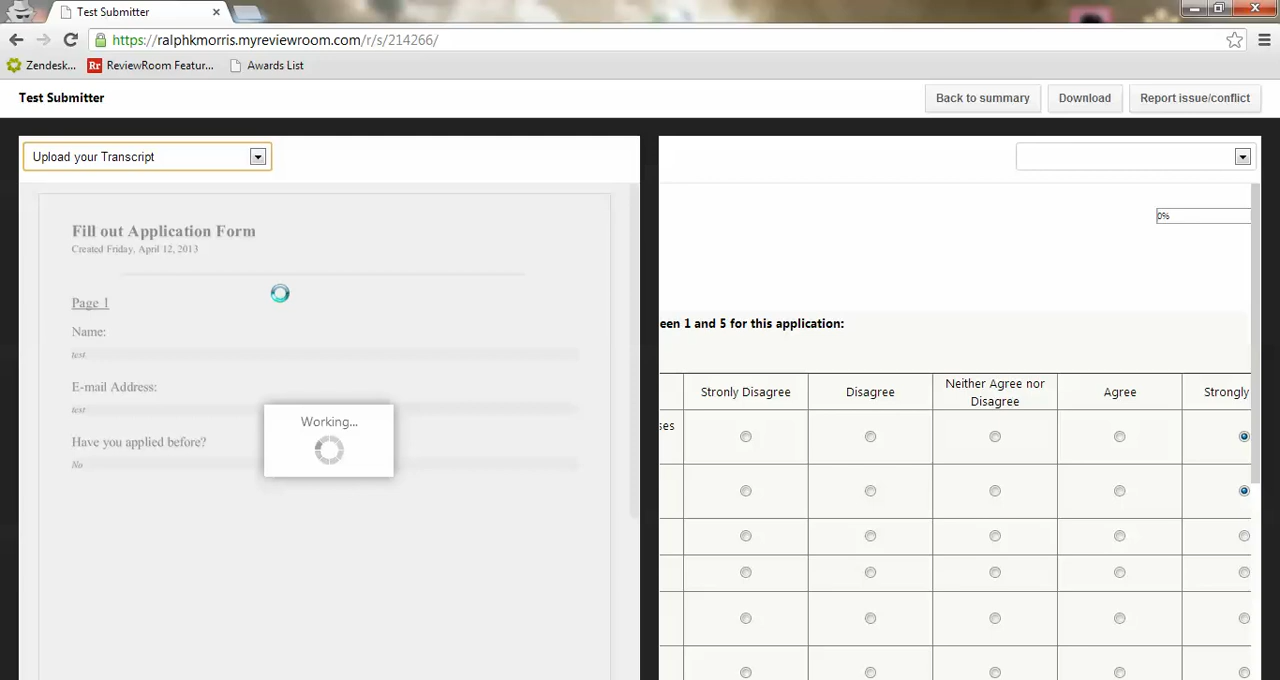 Test Submitter
https://ralphkmorris.myreviewroom.com/r/s/214266/
Zendesk... Rr ReviewRoom Featur... Awards List
Test Submitter Back to summary Download Report issue/conflict
Upload your Transcript
Fill out Application Form
Created Friday, April 12, 2013
Page 1
Name:
test
E-mail Address:
test
Have you applied before?
No
Working...
0%
een 1 and 5 for this application:
Stronly Disagree Disagree Neither Agree nor Disagree Agree Strongly
ses